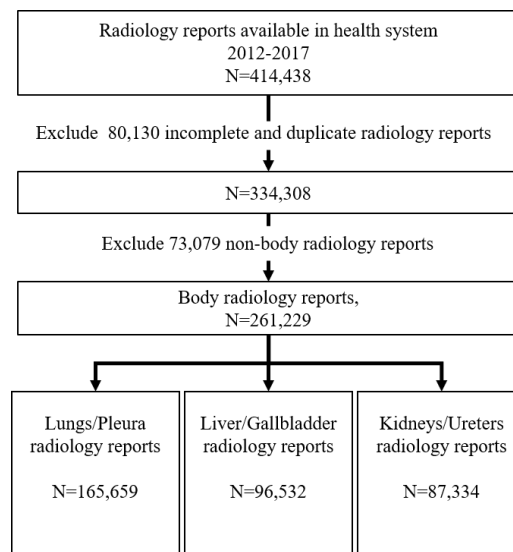 Radiology reports available in health system
2012-2017
N=414,438
Exclude 80,130 incomplete and duplicate radiology reports
N=334,308
Exclude 73,079 non-body radiology reports
Body radiology reports,
N=261,229
Lungs/Pleura
radiology reports
N=165,659
Liver/Gallbladder
radiology reports
N=96,532
Kidneys/Ureters
radiology reports
N=87,334